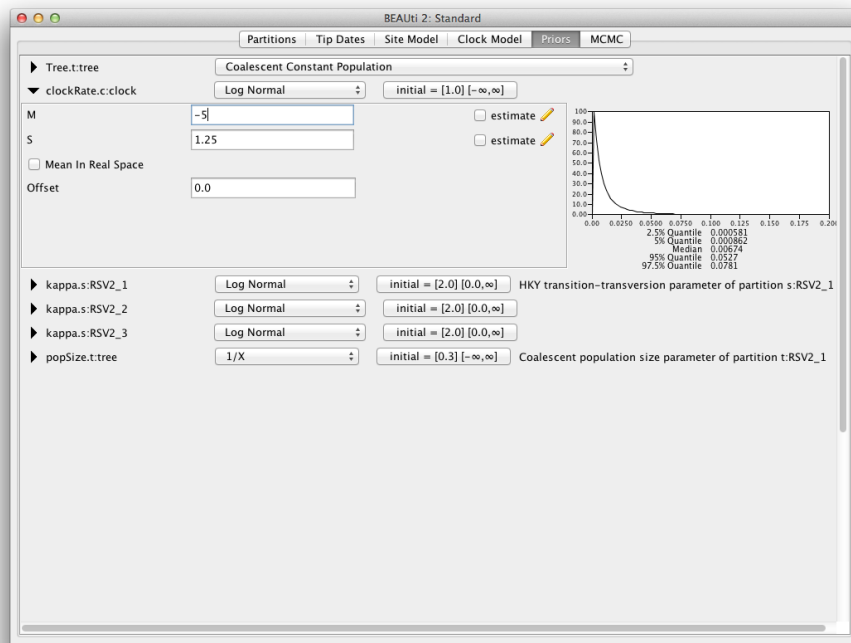 BEAUti 2: Standard
Partitions Tip Dates Site Model Clock Model Priors MCMC
Tree.t:tree Coalescent Constant Population
clockRate.c:clock Log Normal initial = [1.0] [-∞,∞]
M -5 estimate
S 1.25 estimate
Mean In Real Space
Offset 0.0
100
90.0
80.0
70.0
60.0
50.0
40.0
30.0
20.0
10.0
0.00
0.00 0.0250 0.0500 0.0750 0.100 0.125 0.150 0.175 0.200
2.5% Quantile 0.000581
5% Quantile 0.000862
Median 0.00674
95% Quantile 0.0527
97.5% Quantile 0.0781
kappa.s:RSV2_1 Log Normal initial = [2.0] [0.0,∞] HKY transition-transversion parameter of partition s:RSV2_1
kappa.s:RSV2_2 Log Normal initial = [2.0] [0.0,∞]
kappa.s:RSV2_3 Log Normal initial = [2.0] [0.0,∞]
popSize.t:tree 1/X initial = [0.3] [-∞,∞] Coalescent population size parameter of partition t:RSV2_1